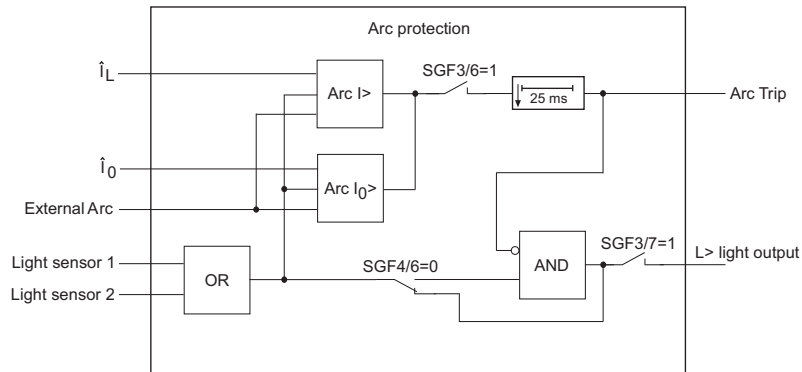 Arc protection
Î_L
Arc I>
SGF3/6=1
25 ms
Arc Trip
Î_0
Arc I_0>
External Arc
Light sensor 1
Light sensor 2
OR
SGF4/6=0
AND
SGF3/7=1
L> light output